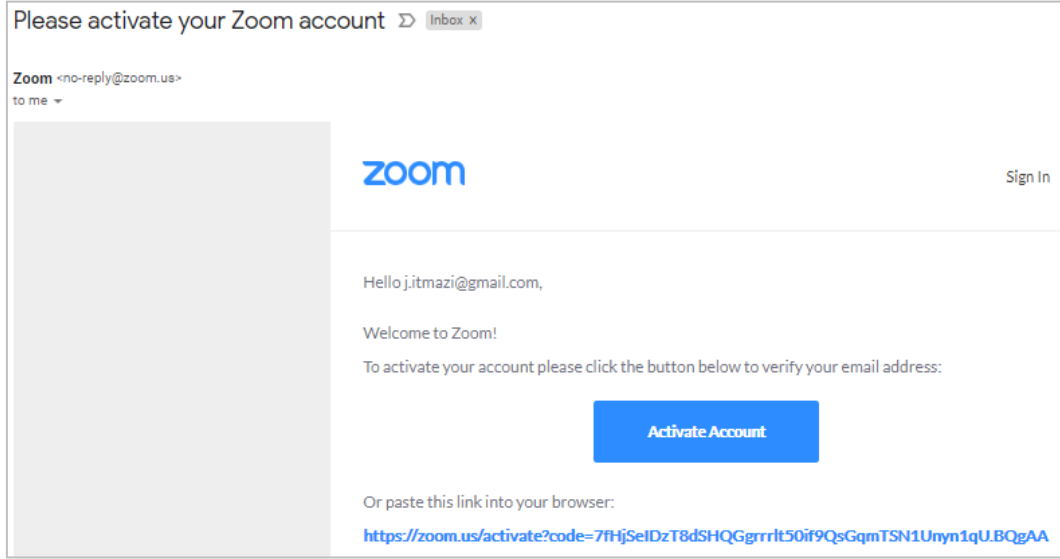 Please activate your Zoom account Inbox x
Zoom <no-reply@zoom.us>
to me
zoom
Sign In
Hello j.itmazi@gmail.com,
Welcome to Zoom!
To activate your account please click the button below to verify your email address:
Activate Account
Or paste this link into your browser:
https://zoom.us/activate?code=7fHjSeIDzT8dSHQGgrrrlt50if9QsGqmTSN1Unyn1qU.BQgAA